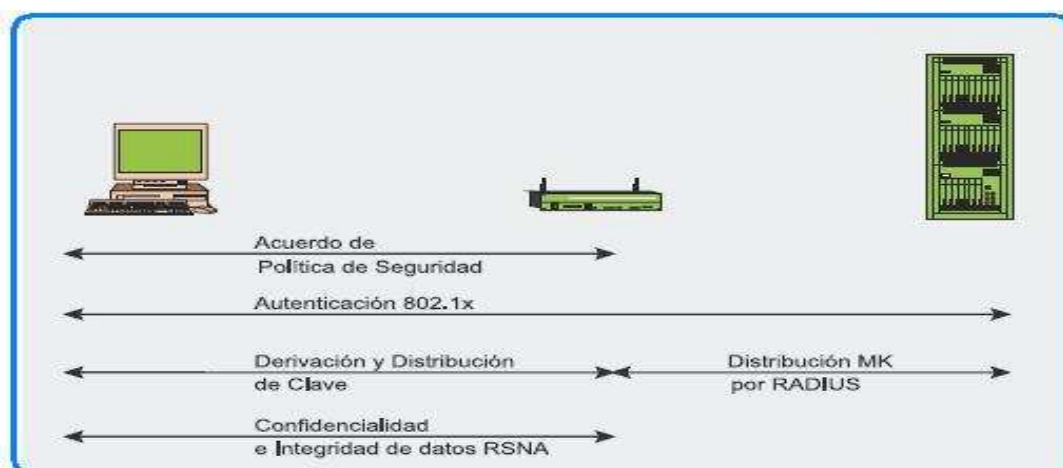 Acuerdo de
Política de Seguridad
Autenticación 802.1x
Derivación y Distribución
de Clave
Distribución MK
por RADIUS
Confidencialidad
e Integridad de datos RSNA